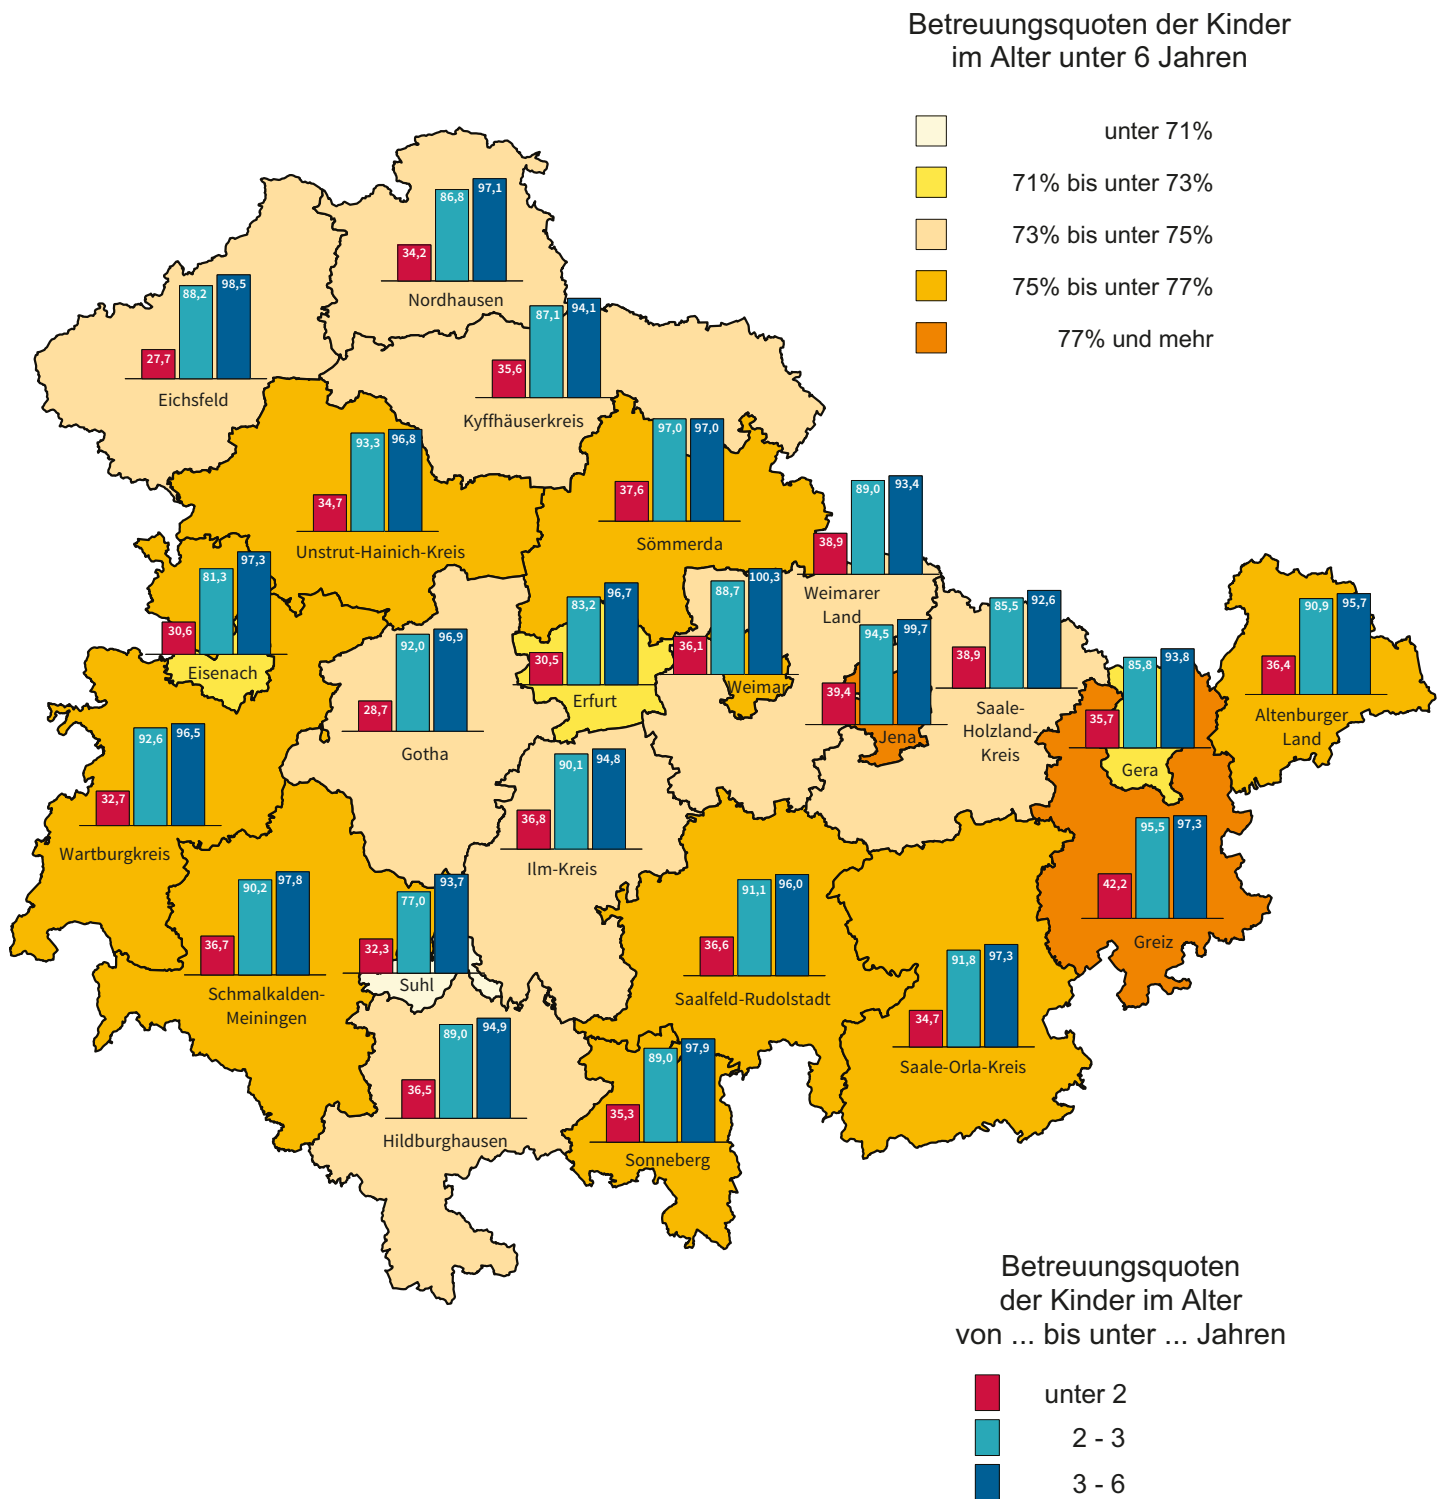 Betreuungsquoten der Kinder
im Alter unter 6 Jahren
unter 71%
71% bis unter 73%
73% bis unter 75%
75% bis unter 77%
77% und mehr
34,2
86,8
97,1
Nordhausen
27,7
88,2
98,5
Eichsfeld
35,6
87,1
94,1
Kyffhäuserkreis
34,7
93,3
96,8
Unstrut-Hainich-Kreis
37,6
97,0
97,0
Sömmerda
38,9
89,0
93,4
Weimarer
Land
30,6
81,3
97,3
Eisenach
28,7
92,0
96,9
Gotha
30,5
83,2
96,7
Erfurt
36,1
88,7
100,3
Weimar
39,4
94,5
99,7
Jena
38,9
85,5
92,6
Saale-
Holzland-
Kreis
35,7
85,8
93,8
Gera
36,4
90,9
95,7
Altenburger
Land
32,7
92,6
96,5
Wartburgkreis
36,8
90,1
94,8
Ilm-Kreis
42,2
95,5
97,3
Greiz
36,7
90,2
97,8
Schmalkalden-
Meiningen
32,3
77,0
93,7
Suhl
36,6
91,1
96,0
Saalfeld-Rudolstadt
34,7
91,8
97,3
Saale-Orla-Kreis
36,5
89,0
94,9
Hildburghausen
35,3
89,0
97,9
Sonneberg
Betreuungsquoten
der Kinder im Alter
von ... bis unter ... Jahren
unter 2
2 - 3
3 - 6